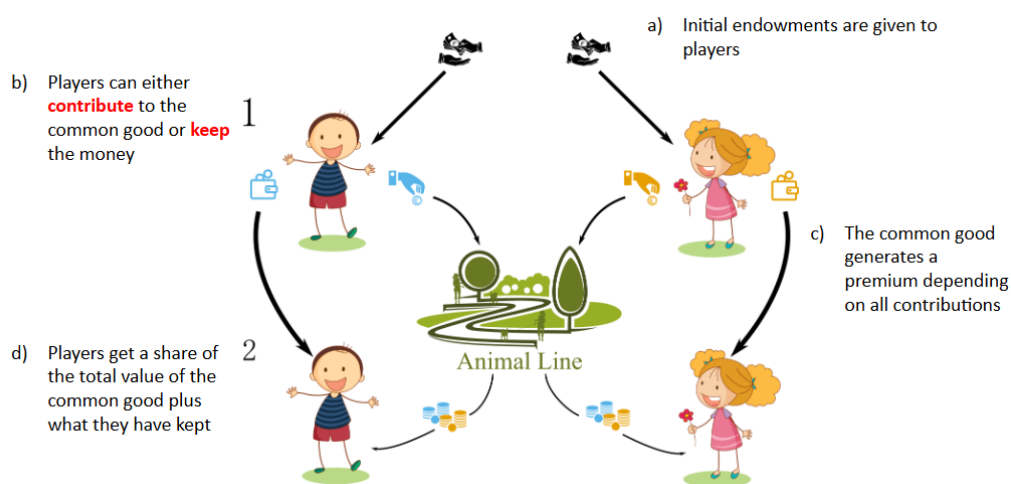 a) Initial endowments are given to
players
b) Players can either
contribute to the
common good or keep
the money
1
c) The common good
generates a
premium depending
on all contributions
d) Players get a share of
the total value of the
common good plus
what they have kept
2
Animal Line